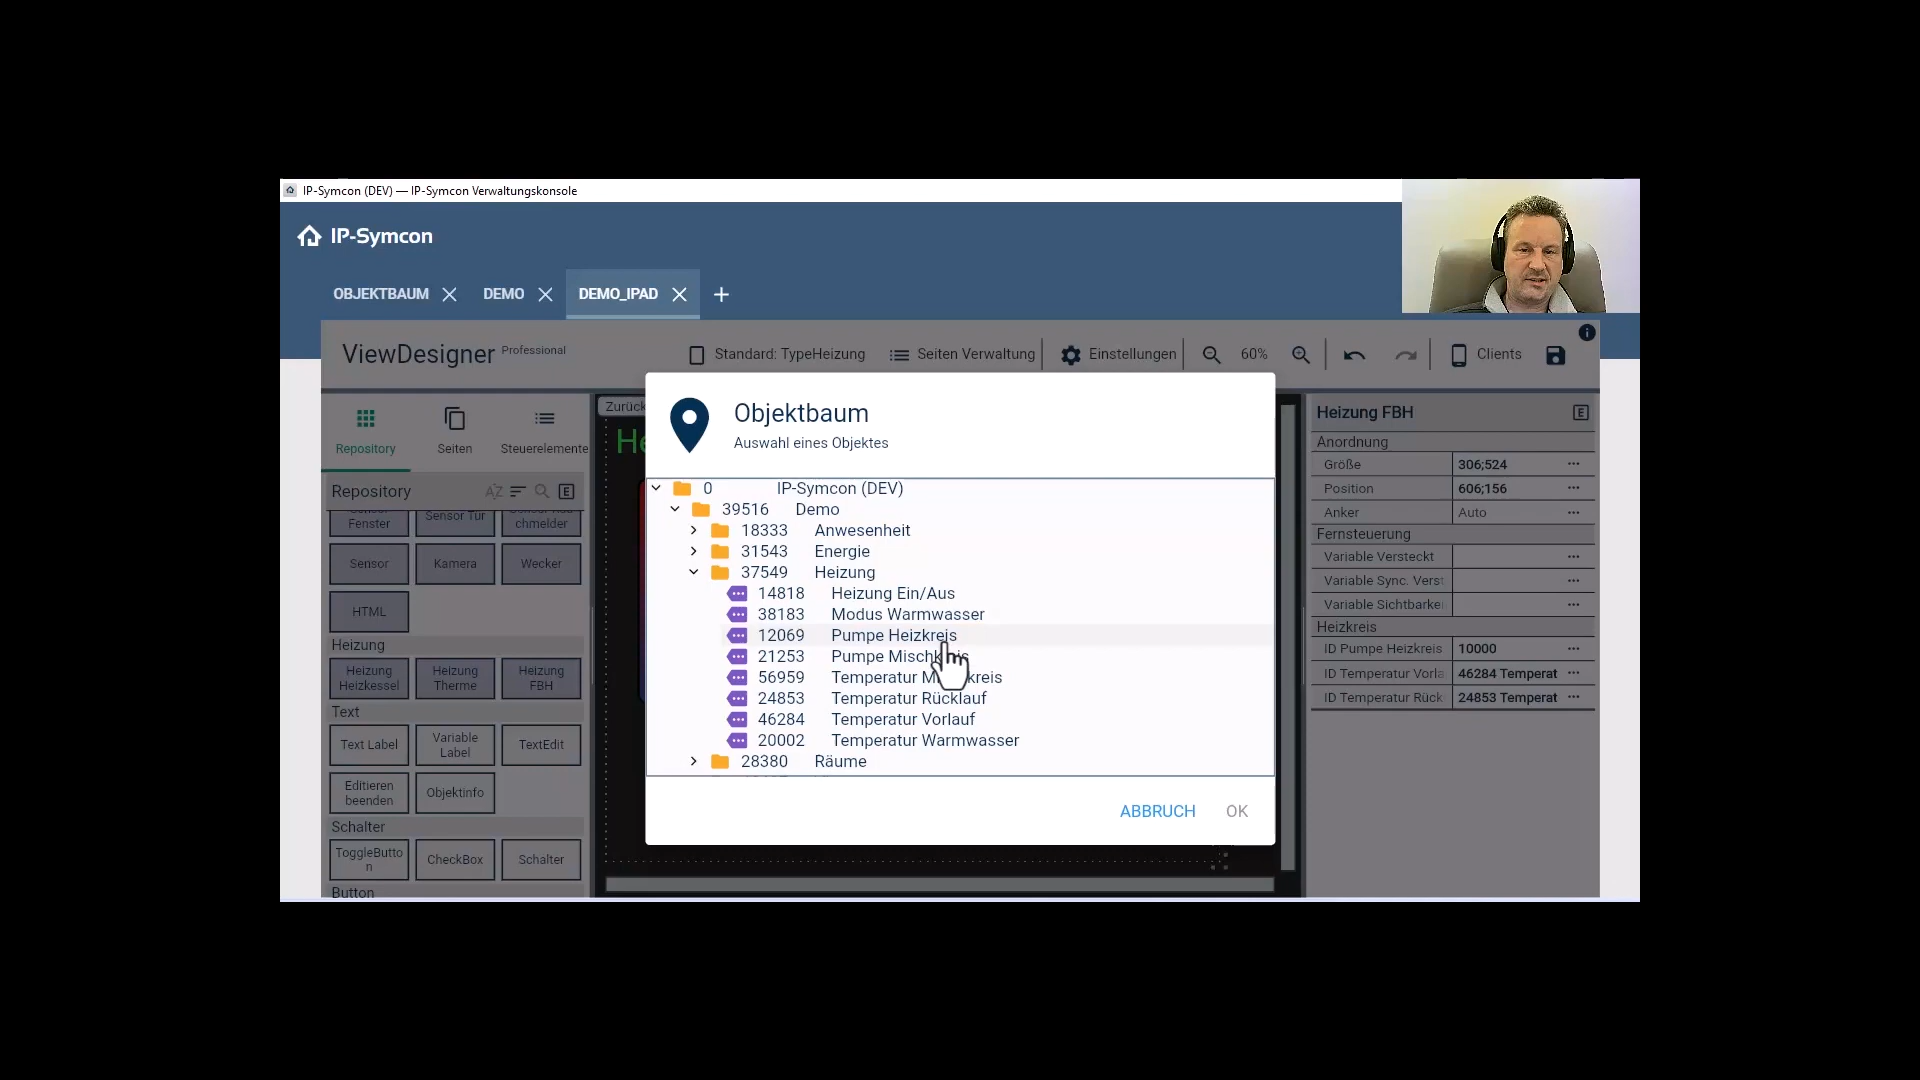 IP-Symcon (DEV) — IP-Symcon Verwaltungskonsole
IP-Symcon
OBJEKTBAUM
DEMO
DEMO_IPAD
ViewDesigner Professional
Standard: TypeHeizung
Seiten Verwaltung
Einstellungen
60%
Clients
Repository
Seiten
Steuerelemente
Repository
Fenster
Sensor Tür
chmelder
Sensor
Kamera
Wecker
HTML
Heizung
Heizung
Heizkessel
Heizung
Therme
Heizung
FBH
Text
Text Label
Variable
Label
TextEdit
Editieren
beenden
Objektinfo
Schalter
ToggleButto
n
CheckBox
Schalter
Button
Zurück
He
Objektbaum
Auswahl eines Objektes
0 IP-Symcon (DEV)
39516 Demo
18333 Anwesenheit
31543 Energie
37549 Heizung
14818 Heizung Ein/Aus
38183 Modus Warmwasser
12069 Pumpe Heizkreis
21253 Pumpe Mischkreis
56959 Temperatur M kreis
24853 Temperatur Rücklauf
46284 Temperatur Vorlauf
20002 Temperatur Warmwasser
28380 Räume
ABBRUCH
OK
Heizung FBH
Anordnung
Größe 306;524 ...
Position 606;156 ...
Anker Auto ...
Fernsteuerung
Variable Versteckt ...
Variable Sync. Verst ...
Variable Sichtbarkei ...
Heizkreis
ID Pumpe Heizkreis 10000 ...
ID Temperatur Vorla 46284 Temperat ...
ID Temperatur Rück 24853 Temperat ...